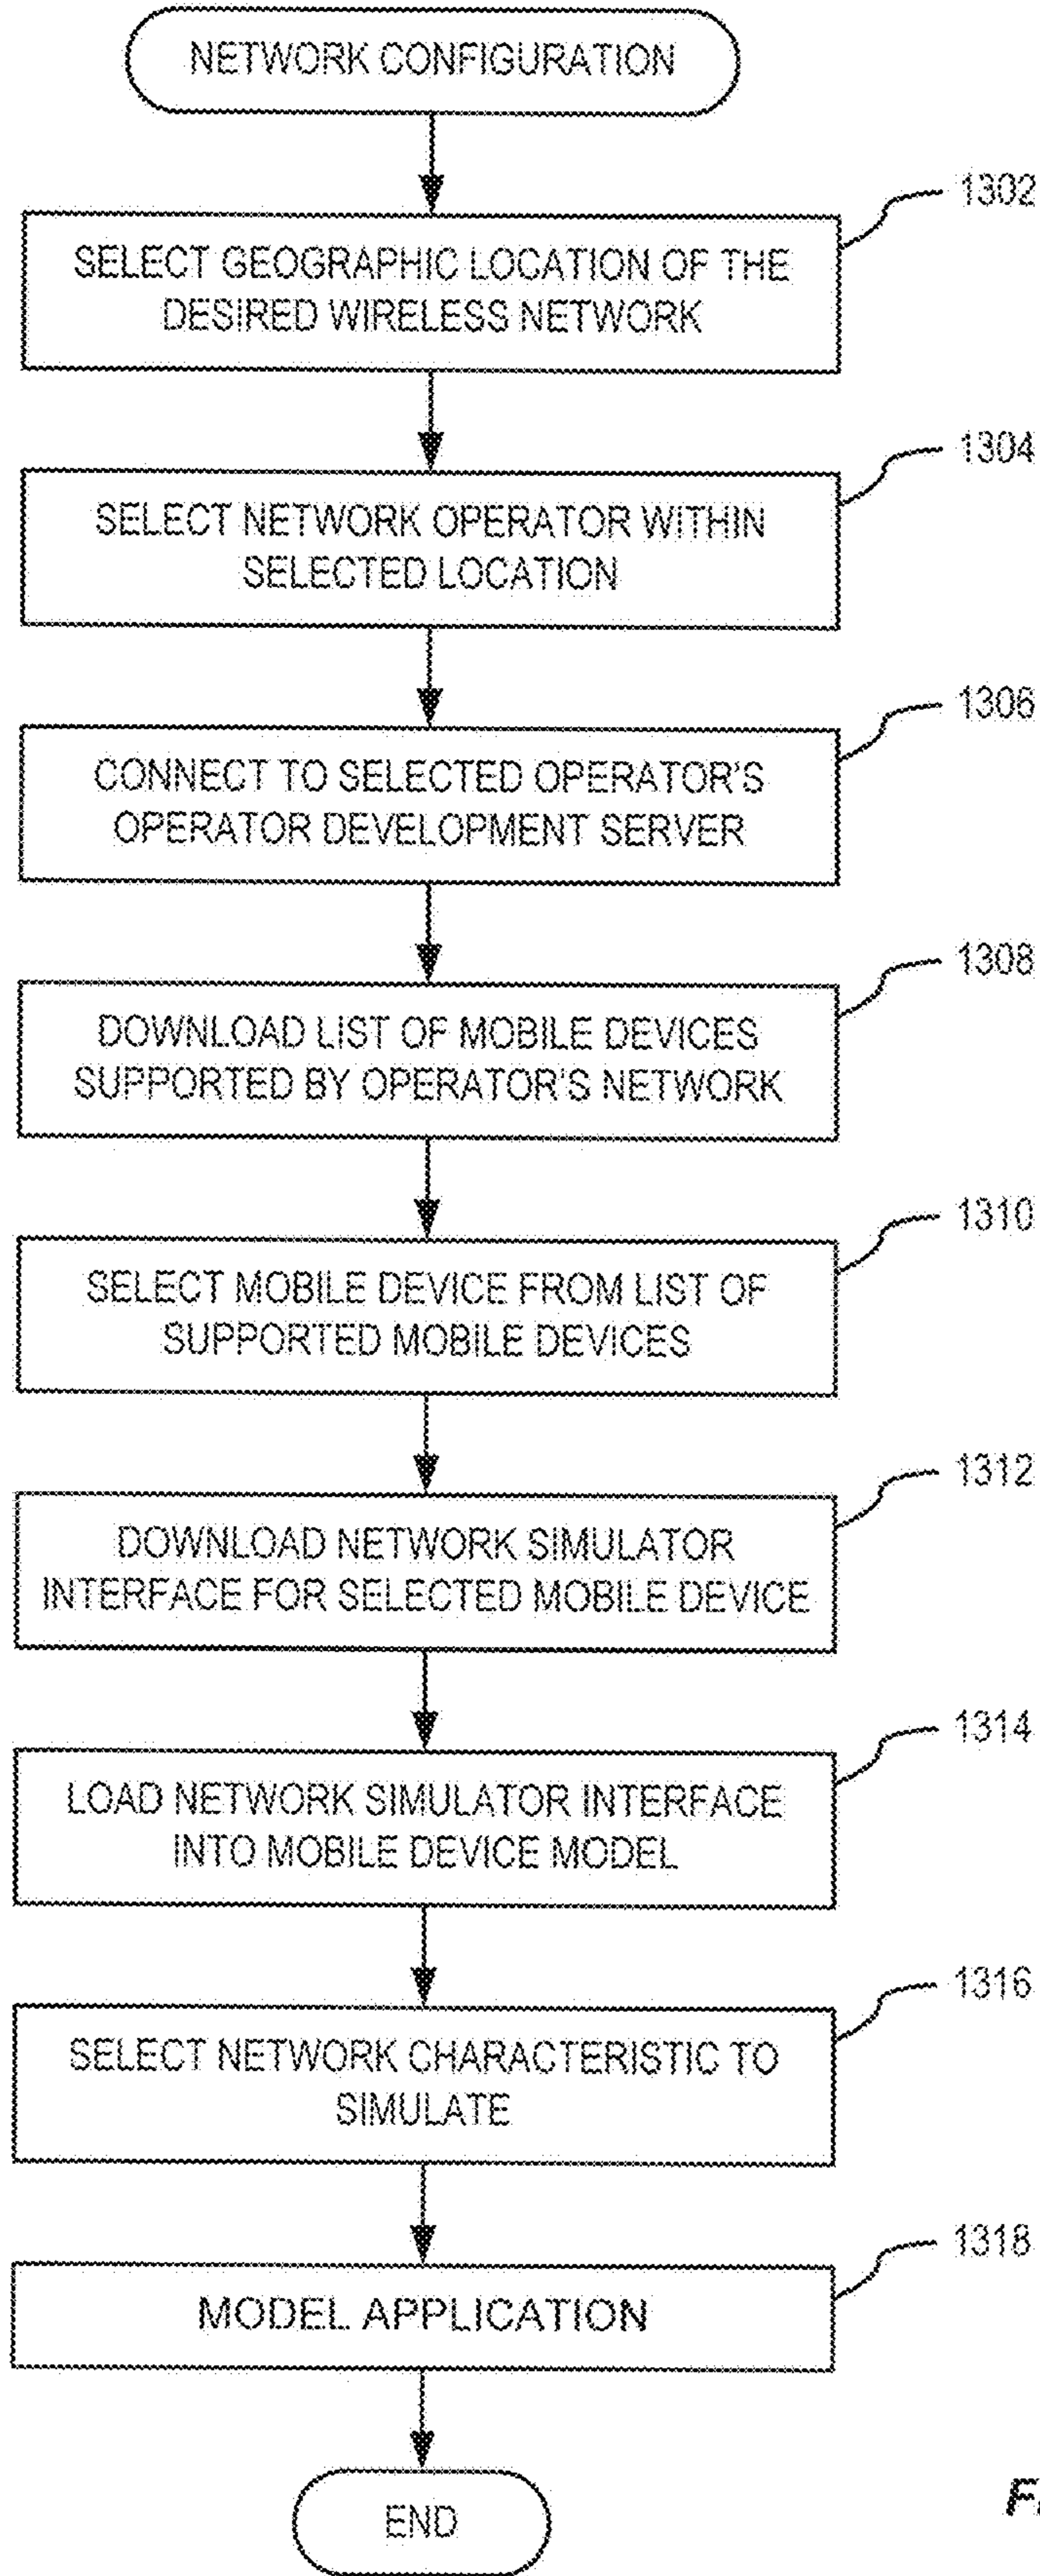 NETWORK CONFIGURATION
1302
SELECT GEOGRAPHIC LOCATION OF THE
DESIRED WIRELESS NETWORK
1304
SELECT NETWORK OPERATOR WITHIN
SELECTED LOCATION
1306
CONNECT TO SELECTED OPERATOR'S
OPERATOR DEVELOPMENT SERVER
1308
DOWNLOAD LIST OF MOBILE DEVICES
SUPPORTED BY OPERATOR'S NETWORK
1310
SELECT MOBILE DEVICE FROM LIST OF
SUPPORTED MOBILE DEVICES
1312
DOWNLOAD NETWORK SIMULATOR
INTERFACE FOR SELECTED MOBILE DEVICE
1314
LOAD NETWORK SIMULATOR INTERFACE
INTO MOBILE DEVICE MODEL
1316
SELECT NETWORK CHARACTERISTIC TO
SIMULATE
1318
MODEL APPLICATION
END